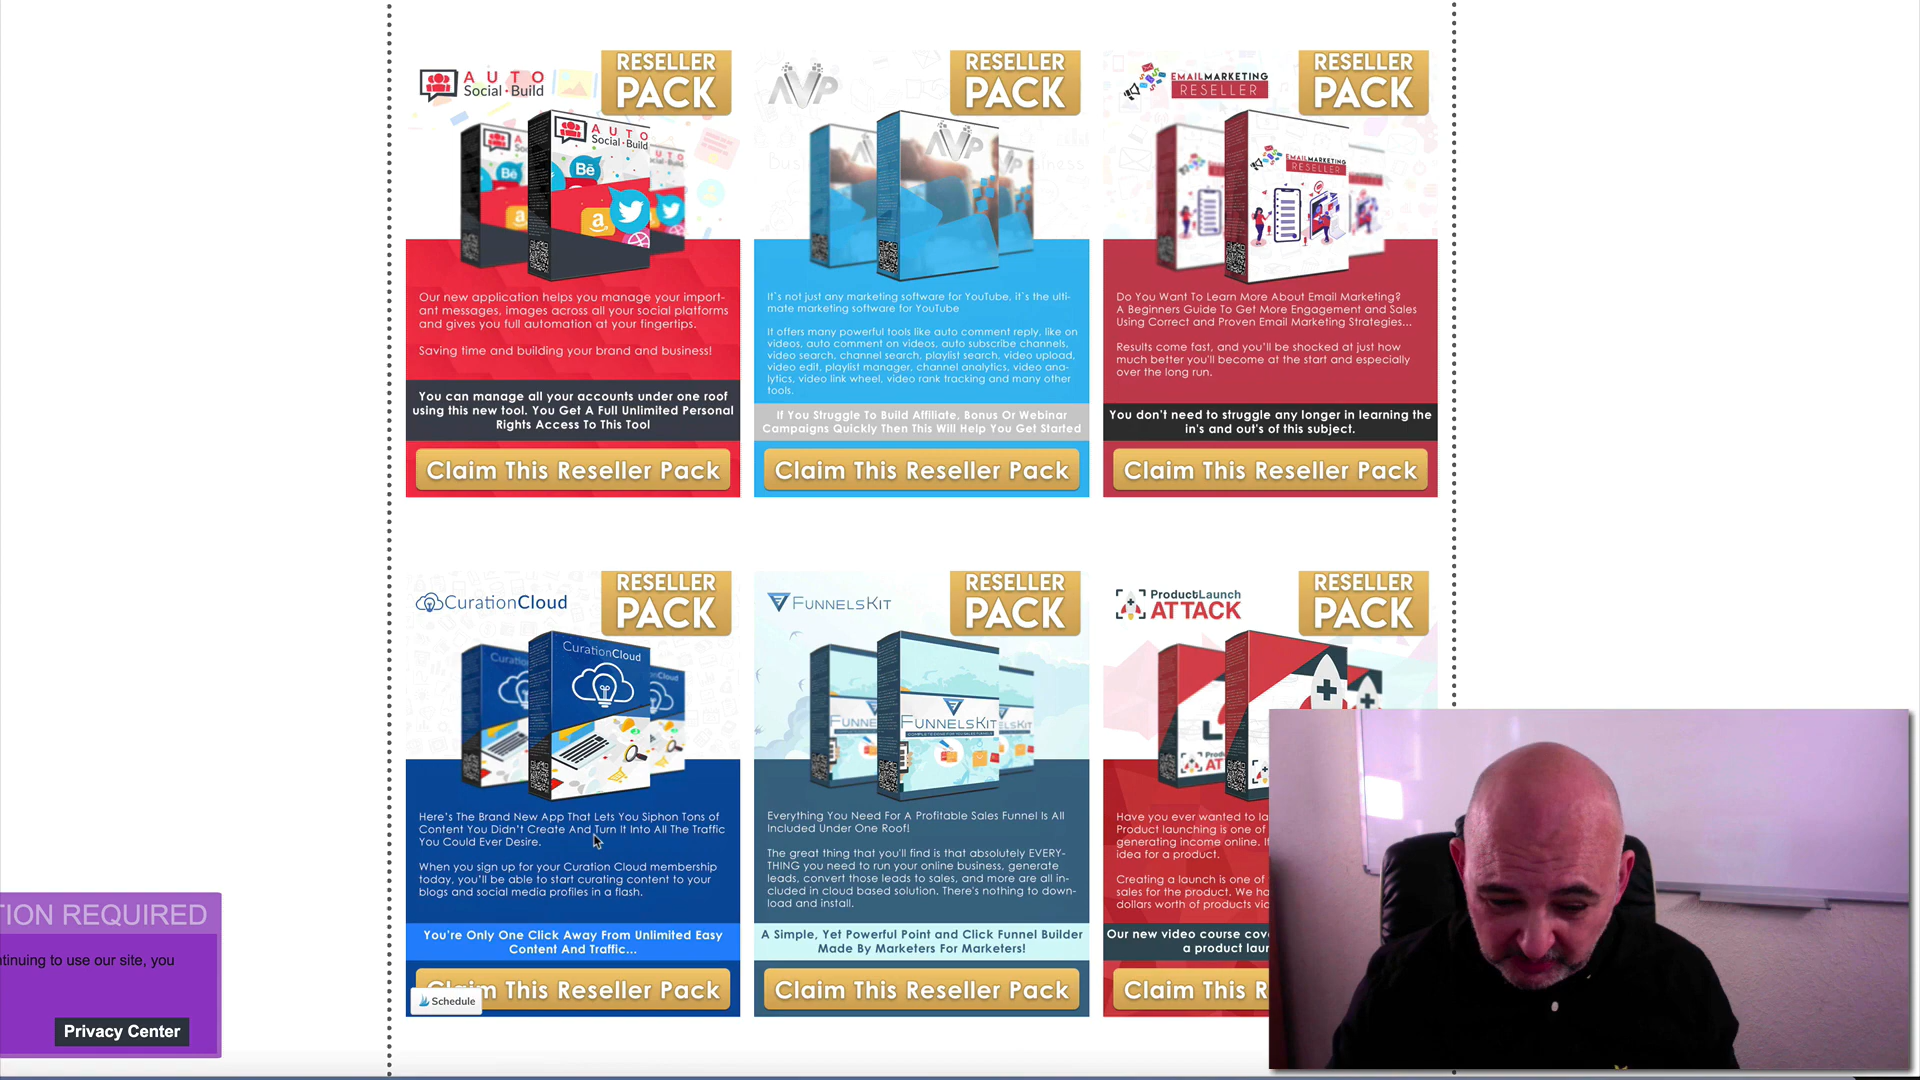 AUTO
Social·Build
RESELLER
PACK
AVP
RESELLER
PACK
EMAILMARKETING
RESELLER
RESELLER
PACK
AUTO
Social·Build
Bē
AVP
EMAILMARKETING
RESELLER
Our new application helps you manage your import-
ant messages, images across all your social platforms
and gives you full automation at your fingertips.
Saving time and building your brand and business!
You can manage all your accounts under one roof
using this new tool. You Get A Full Unlimited Personal
Rights Access To This Tool
Claim This Reseller Pack
It`s not just any marketing software for YouTube, it`s the ulti-
mate marketing software for YouTube
It offers many powerful tools like auto comment reply, like on
videos, auto comment on videos, auto subscribe channels,
video search, channel search, playlist search, video upload,
video edit, playlist manager, channel analytics, video ana-
lytics, video link wheel, video rank tracking and many other
tools.
If You Struggle To Build Affiliate, Bonus Or Webinar
Campaigns Quickly Then This Will Help You Get Started
Claim This Reseller Pack
Do You Want To Learn More About Email Marketing?
A Beginners Guide To Get More Engagement and Sales
Using Correct and Proven Email Marketing Strategies...
Results come fast, and you'll be shocked at just how
much better you'll become at the start and especially
over the long run.
You don't need to struggle any longer in learning the
in's and out's of this subject.
Claim This Reseller Pack
CurationCloud
RESELLER
PACK
FUNNELSKIT
RESELLER
PACK
ProductLaunch
ATTACK
RESELLER
PACK
CurationCloud
FUNNELSKIT
Here's The Brand New App That Lets You Siphon Tons of
Content You Didn't Create And Turn It Into All The Traffic
You Could Ever Desire.
When you sign up for your Curation Cloud membership
today, you'll be able to start curating content to your
blogs and social media profiles in a flash.
You're Only One Click Away From Unlimited Easy
Content And Traffic...
m This Reseller Pack
Schedule
Everything You Need For A Profitable Sales Funnel Is All
Included Under One Roof!
The great thing that you'll find is that absolutely EVERY-
THING you need to run your online business, generate
leads, convert those leads to sales, and more are all in-
cluded in cloud based solution. There's nothing to down-
load and install.
A Simple, Yet Powerful Point and Click Funnel Builder
Made By Marketers For Marketers!
Claim This Reseller Pack
Have you ever wanted to la
Product launching is one of
generating income online. I
idea for a product.
Creating a launch is one of
sales for the product. We ha
dollars worth of products vic
Our new video course cov
a product laun
Claim This R
TION REQUIRED
ntinuing to use our site, you
Privacy Center